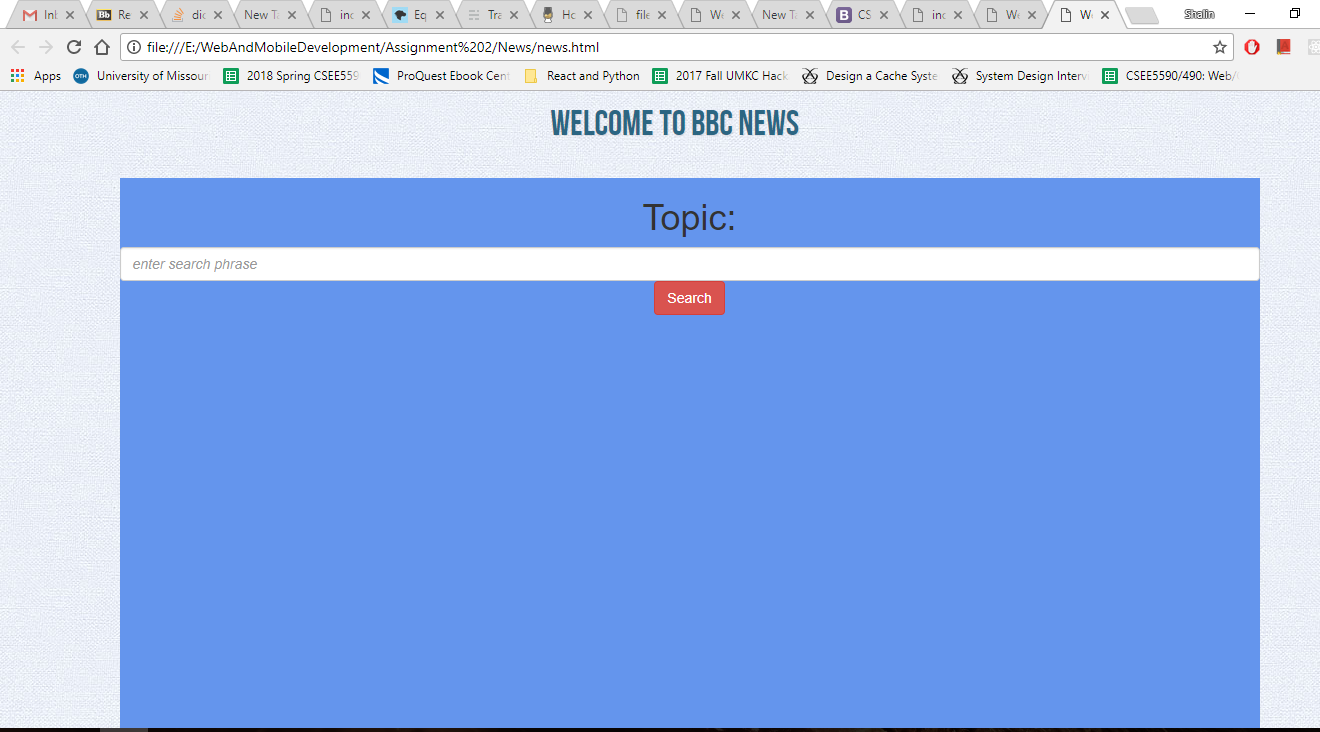 Inl Bb Re dic New Ta inc Eq Tra Ho file We New Ta B CS inc We We Shalin
file:///E:/WebAndMobileDevelopment/Assignment%202/News/news.html
Apps OTH University of Missour 2018 Spring CSEE559 ProQuest Ebook Cent React and Python 2017 Fall UMKC Hack Design a Cache Syste System Design Interv CSEE5590/490: Web/
WELCOME TO BBC NEWS
Topic:
enter search phrase
Search